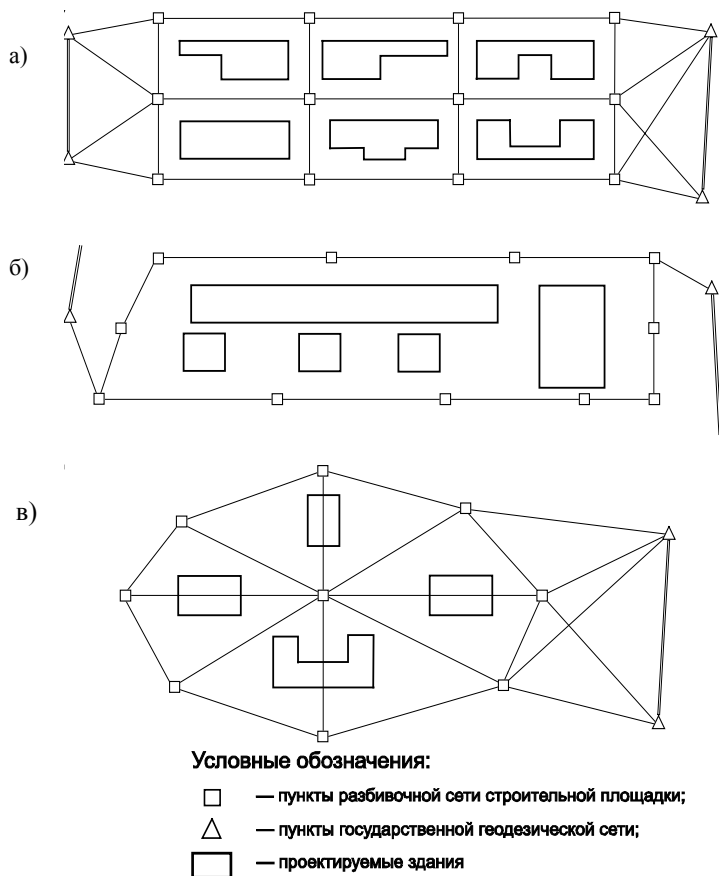 а)
б)
в)
Условные обозначения:
— пункты разбивочной сети строительной площадки;
— пункты государственной геодезической сети;
— проектируемые здания